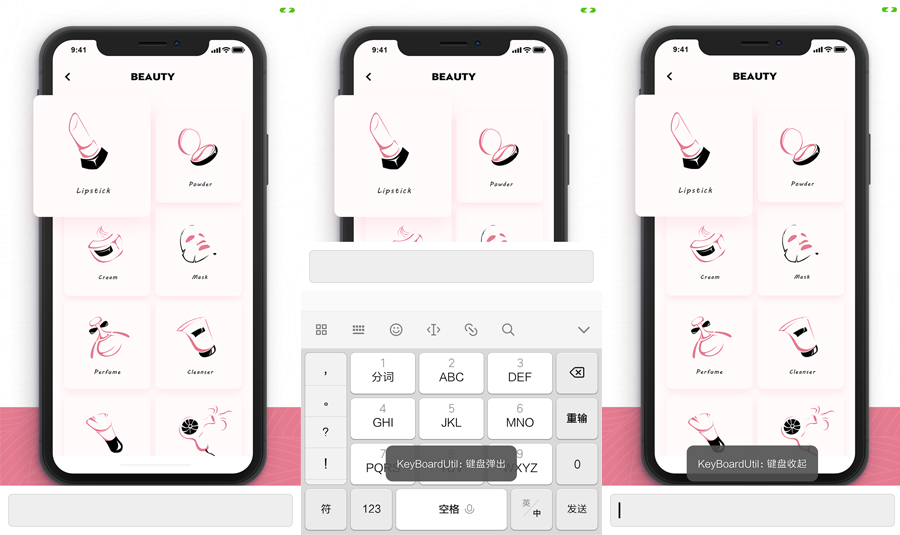 9:41
BEAUTY
Lipstick
Powder
Cream
Mask
Perfume
Cleanser
9:41
BEAUTY
Lipstick
Powder
,
1
分词
2
ABC
3
DEF
。
4
GHI
5
JKL
6
MNO
重输
?
!
7
9
WXYZ
0
KeyBoardUtil：键盘弹出
符
123
空格
英
中
发送
9:41
BEAUTY
Lipstick
Powder
Cream
Mask
Perfume
Cleanser
KeyBoardUtil：键盘收起